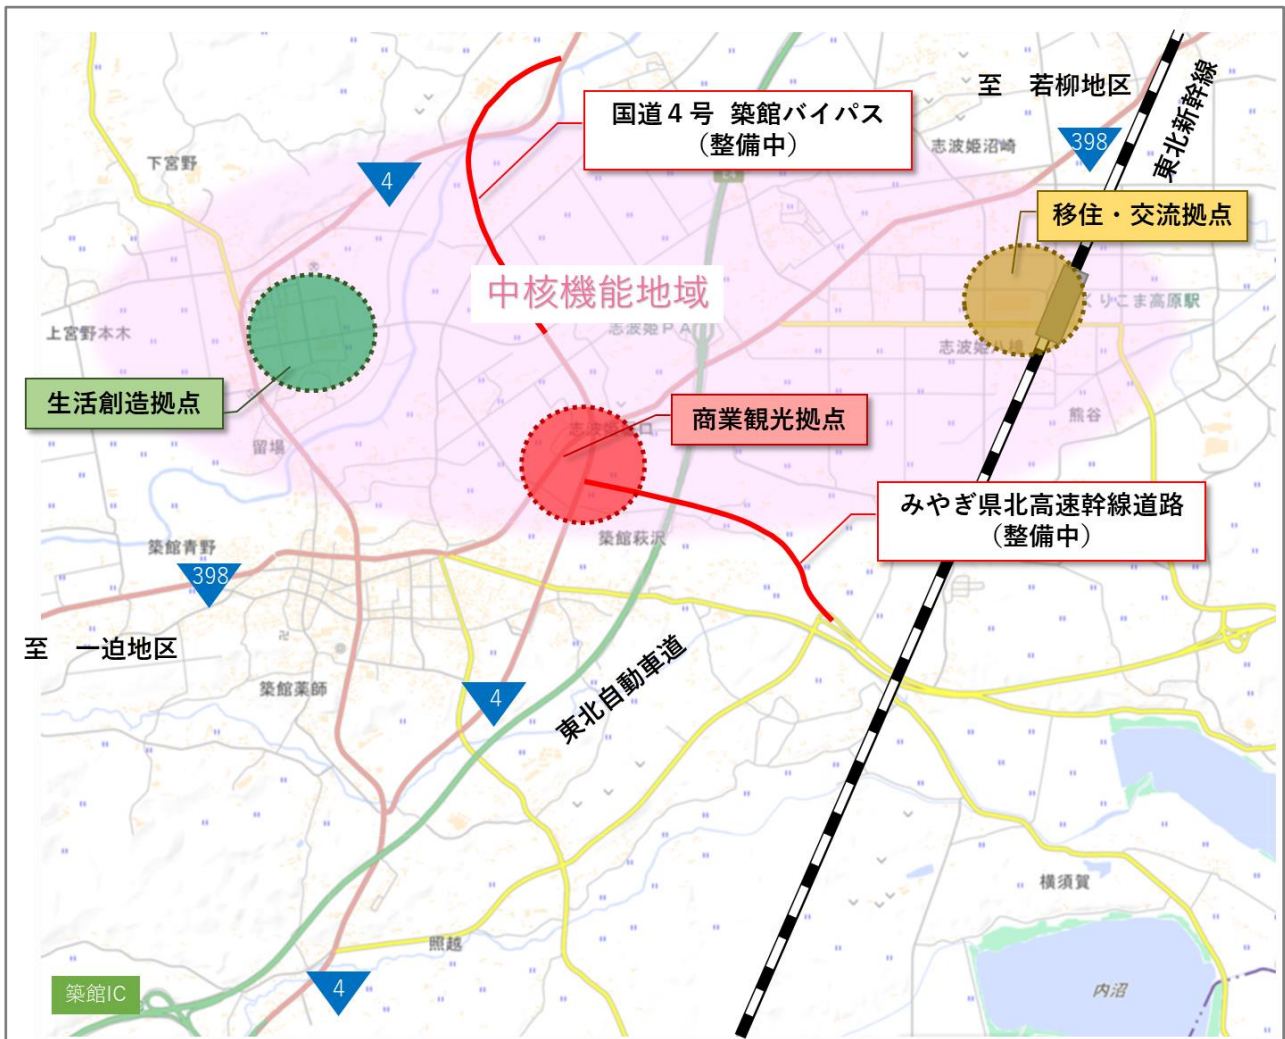 至 若柳地区
東北新幹線
国道４号 築館バイパス
（整備中）
志波姫沼崎
398
下宮野
4
移住・交流拠点
中核機能地域
りこま高原駅
志波姫ＰＡ
上宮野本木
志波姫八樟
生活創造拠点
商業観光拠点
熊谷
留場
みやぎ県北高速幹線道路
（整備中）
築館萩沢
築館青野
398
至 一迫地区
築館薬師
4
東北自動車道
横須賀
照越
築館IC
4
内沼